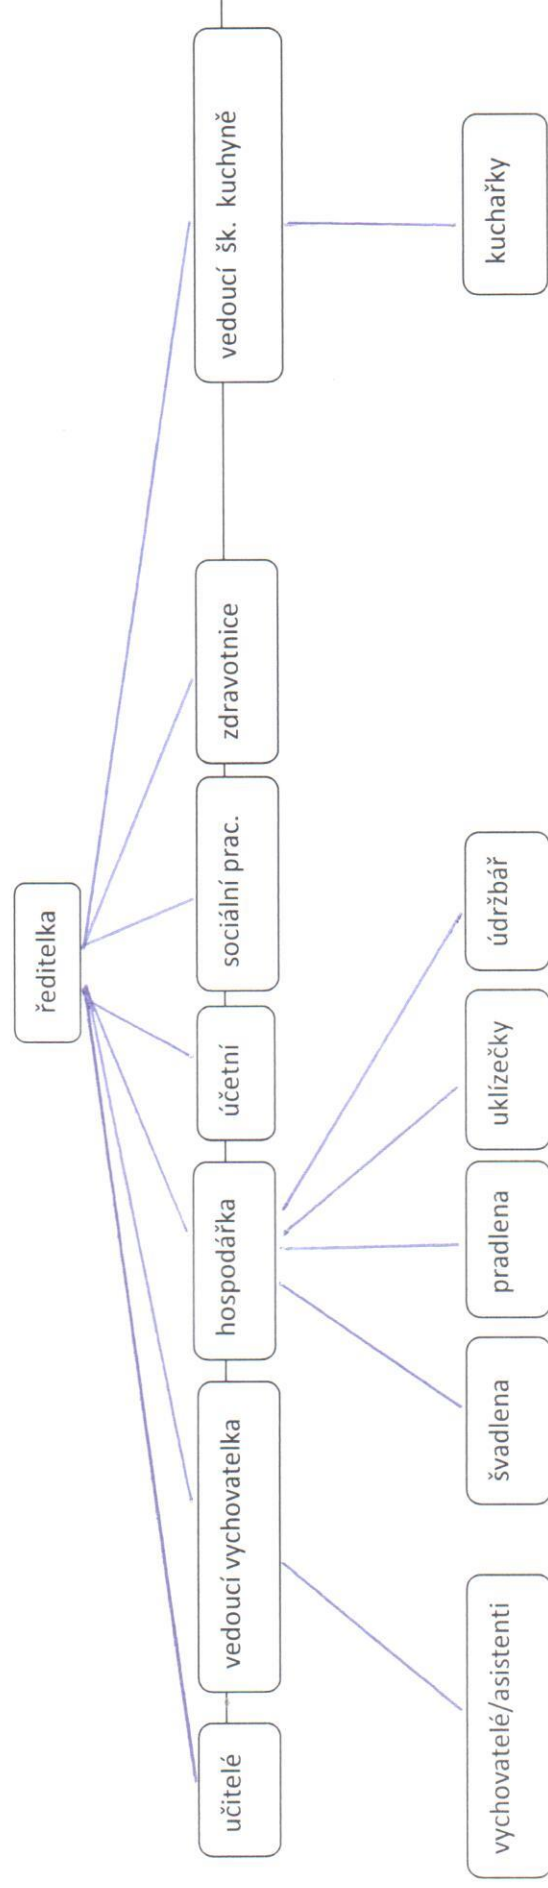 ředitelka
učitelé
vedoucí vychovatelka
hospodářka
účetní
sociální prac.
zdravotnice
vedoucí šk. kuchyně
vychovatelé/asistenti
švadlena
pradlena
uklízečky
údržbář
kuchařky